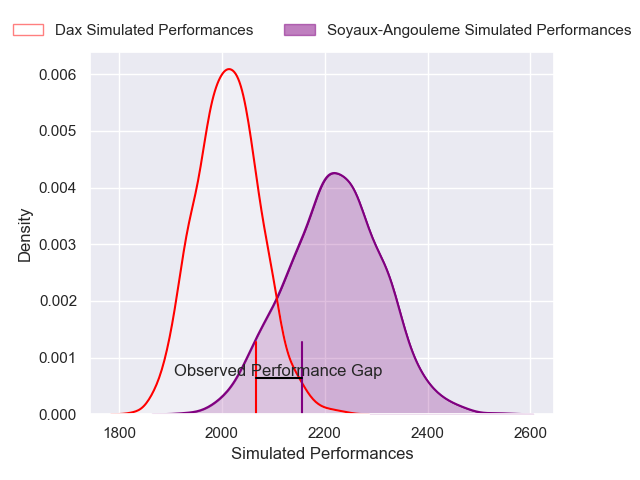 Dax Simulated Performances
Soyaux-Angouleme Simulated Performances
0.006
0.005
0.004
0.003
0.002
0.001
0.000
Density
Observed Performance Gap
1800
2000
2200
2400
2600
Simulated Performances